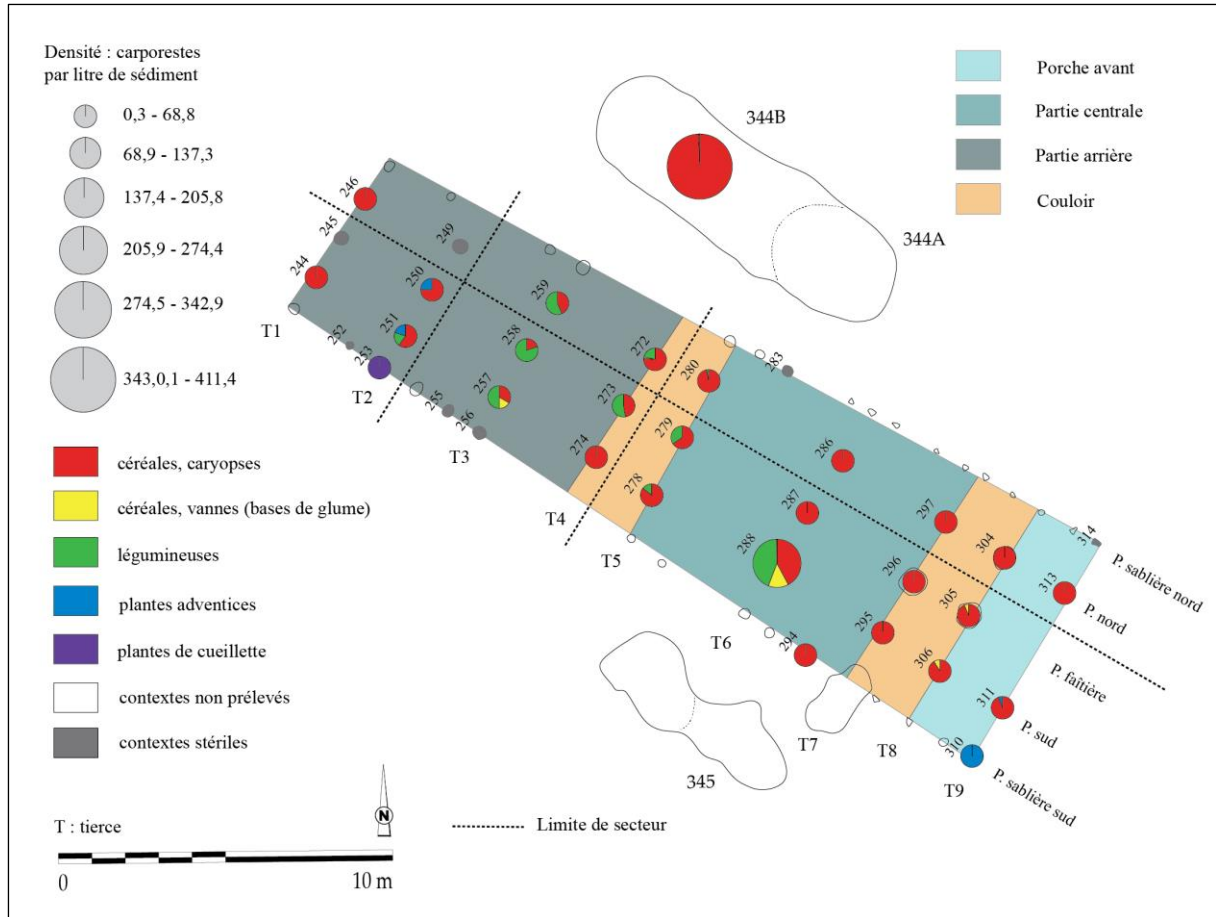 Densité : carporestes
par litre de sédiment
0,3 - 68,8
68,9 - 137,3
137,4 - 205,8
205,9 - 274,4
274,5 - 342,9
343,0,1 - 411,4
céréales, caryopses
céréales, vannes (bases de glume)
légumineuses
plantes adventices
plantes de cueillette
contextes non prélevés
contextes stériles
T : tierce
0
10 m
N
Limite de secteur
Porche avant
Partie centrale
Partie arrière
Couloir
344B
344A
345
246
245
244
249
250
251
252
253
255
256
257
258
259
272
273
274
278
279
280
283
286
287
288
294
295
296
297
304
305
306
310
311
313
314
T1
T2
T3
T4
T5
T6
T7
T8
T9
P. sablière nord
P. nord
P. faîtière
P. sud
P. sablière sud